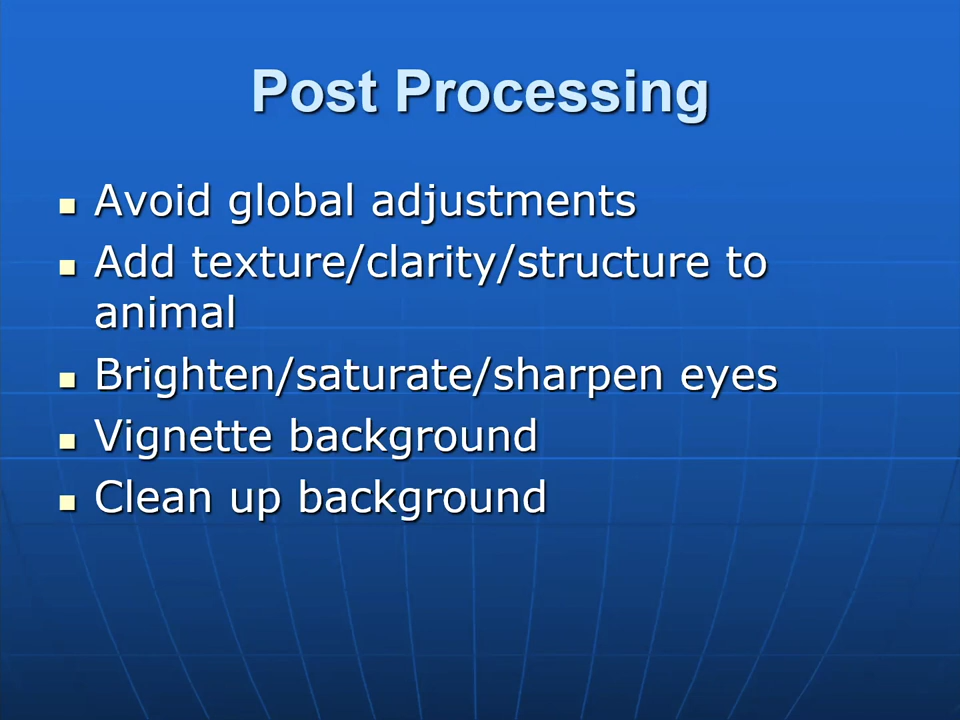 Post Processing
Avoid global adjustments
Add texture/clarity/structure to
animal
Brighten/saturate/sharpen eyes
Vignette background
Clean up background